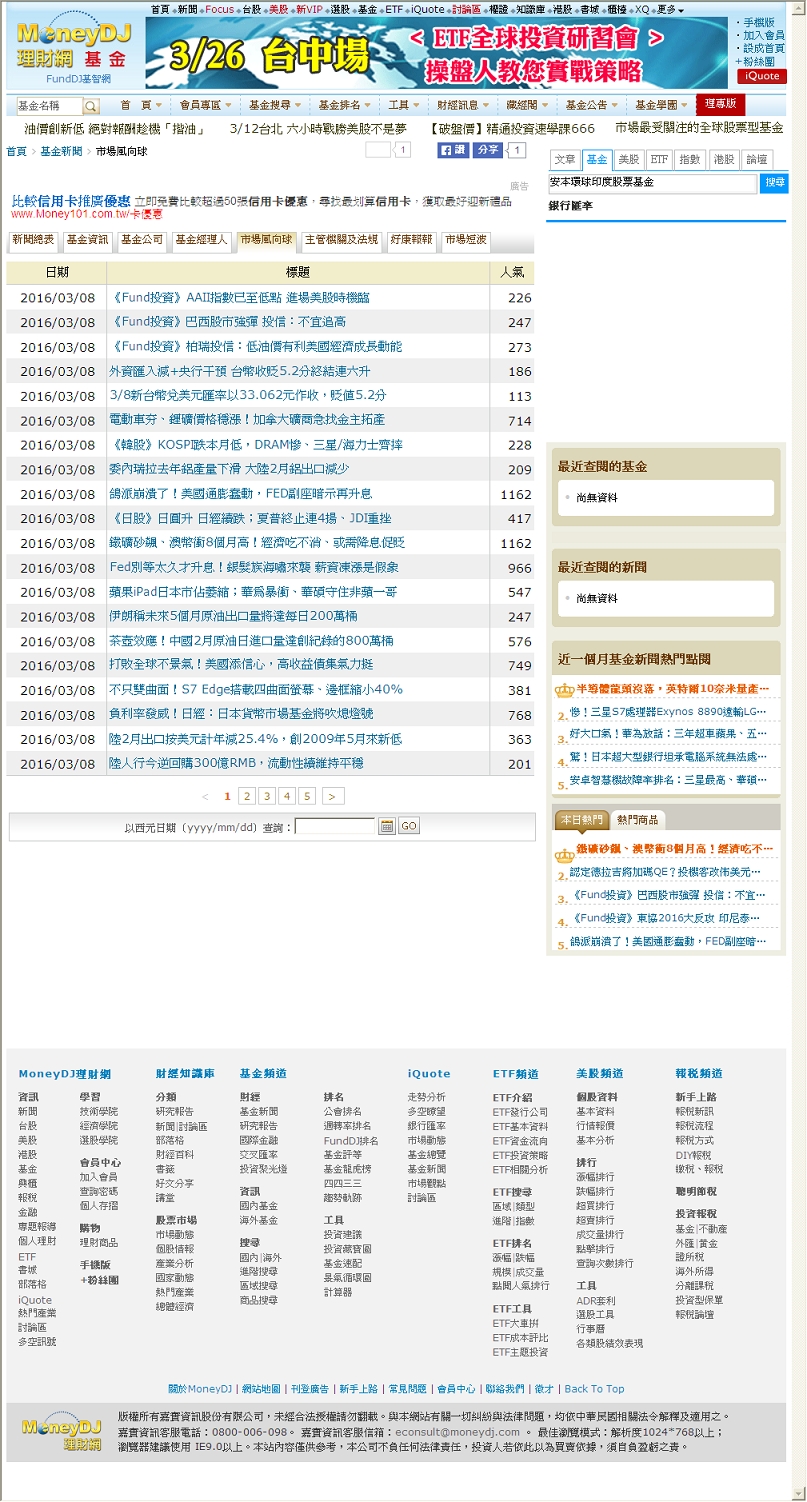 首頁 新聞 Focus 台股 美股 新VIP 選股 基金 ETF iQuote 討論區 權證 知識庫 港股 書城 櫃檯 XQ 更多
MoneyDJ
理財網 基金
FundDJ基智網
3/26 台中場
< ETF全球投資研習會 >
操盤人教您實戰策略
手機版
加入會員
設成首頁
+粉絲團
iQuote
基金名稱
首 頁 會員專區 基金搜尋 基金排名 工具 財經訊息 藏經閣 基金公告 基金學園 理專版
油價創新低 絕對報酬趁機「揩油」 3/12台北 六小時戰勝美股不是夢 【破盤價】精通投資速學課666 市場最受關注的全球股票型基金
首頁 > 基金新聞 > 市場風向球
1
讚 分享 1
文章 基金 美股 ETF 指數 港股 論壇
安本環球印度股票基金 搜尋
銀行匯率
廣告
比較信用卡推廣優惠 立即免費比較超過50張信用卡優惠，尋找最划算信用卡，獲取最好迎新禮品
www.Money101.com.tw/卡優惠
新聞總表 基金資訊 基金公司 基金經理人 市場風向球 主管機關及法規 好康報報 市場短波
日期 標題 人氣
2016/03/08 《Fund投資》AAII指數已至低點 進場美股時機臨 226
2016/03/08 《Fund投資》巴西股市強彈 投信：不宜追高 247
2016/03/08 《Fund投資》柏瑞投信：低油價有利美國經濟成長動能 273
2016/03/08 外資匯入減+央行干預 台幣收貶5.2分終結連六升 186
2016/03/08 3/8新台幣兌美元匯率以33.062元作收，貶值5.2分 113
2016/03/08 電動車夯、鋰礦價格穩漲！加拿大礦商急找金主拓產 714
2016/03/08 《韓股》KOSPI跌本月低，DRAM慘、三星/海力士齊摔 228
2016/03/08 委內瑞拉去年鋁產量下滑 大陸2月鋁出口減少 209
2016/03/08 鴿派崩潰了！美國通膨蠢動，FED副座暗示再升息 1162
2016/03/08 《日股》日圓升 日經續跌；夏普終止連4揚、JDI重挫 417
2016/03/08 鐵礦砂飆、澳幣衝8個月高！經濟吃不消、或需降息促貶 1162
2016/03/08 Fed別等太久才升息！銀髮族海嘯來襲 薪資凍漲是假象 966
2016/03/08 蘋果iPad日本市佔萎縮；華為暴衝、華碩守住非蘋一哥 547
2016/03/08 伊朗稱未來5個月原油出口量將達每日200萬桶 247
2016/03/08 茶壺效應！中國2月原油日進口量達創紀錄的800萬桶 576
2016/03/08 打敗全球不景氣！美國添信心，高收益債集氣力挺 749
2016/03/08 不只雙曲面！S7 Edge搭載四曲面螢幕、邊框縮小40% 381
2016/03/08 負利率發威！日經：日本貨幣市場基金將吹熄燈號 768
2016/03/08 陸2月出口按美元計年減25.4%，創2009年5月來新低 363
2016/03/08 陸人行今逆回購300億RMB，流動性續維持平穩 201
< 1 2 3 4 5 >
以西元日期 (yyyy/mm/dd) 查詢： GO
最近查閱的基金
尚無資料
最近查閱的新聞
尚無資料
近一個月基金新聞熱門點閱
半導體龍頭沒落，英特爾10奈米量產…
2. 慘！三星S7處理器Exynos 8890遠輸LG…
3. 好大口氣！華為放話：三年超車蘋果、五…
4. 驚！日本超大型銀行坦承電腦系統無法處…
5. 安卓智慧機故障率排名：三星最高、華碩…
本日熱門 熱門商品
鐵礦砂飆、澳幣衝8個月高！經濟吃不…
2. 認定德拉吉將加碼QE？投機客改佈美元…
3. 《Fund投資》巴西股市強彈 投信：不宜…
4. 《Fund投資》東協2016大反攻 印尼泰…
5. 鴿派崩潰了！美國通膨蠢動，FED副座暗…
MoneyDJ理財網
資訊
新聞
台股
美股
港股
基金
興櫃
報稅
金融
專題報導
個人理財
ETF
書城
部落格
iQuote
熱門產業
討論區
多空訊號
學習
技術學院
經濟學院
選股學院
會員中心
加入會員
查詢密碼
個人存摺
購物
理財商品
手機版
+粉絲團
財經知識庫
分類
研究報告
新聞|討論區
部落格
財經百科
書籤
好文分享
講堂
股票市場
市場動態
個股情報
產業分析
國家動態
熱門產業
總體經濟
基金頻道
財經
基金新聞
研究報告
國際金融
交叉匯率
投資聚光燈
資訊
國內基金
海外基金
搜尋
國內|海外
進階搜尋
區域搜尋
商品搜尋
排名
公會排名
週轉率排名
FundDJ排名
基金評等
基金龍虎榜
四四三三
趨勢軌跡
工具
投資建議
投資藏寶圖
基金速配
景氣循環圖
計算器
iQuote
走勢分析
多空瞭望
銀行匯率
市場動態
基金總覽
基金新聞
市場觀點
討論區
ETF頻道
ETF介紹
ETF發行公司
ETF基本資料
ETF資金流向
ETF投資策略
ETF相關分析
ETF搜尋
區域|類型
進階|指數
ETF排名
漲幅|跌幅
規模|成交量
點閱人氣排行
ETF工具
ETF大車拚
ETF成本評比
ETF主題投資
美股頻道
個股資料
基本資料
行情報價
基本分析
排行
漲幅排行
跌幅排行
超買排行
超賣排行
成交量排行
點擊排行
查詢次數排行
工具
ADR套利
選股工具
行事曆
各類股績效表現
報稅頻道
新手上路
報稅新訊
報稅流程
報稅方式
DIY報稅
繳稅、報稅
聰明節稅
投資報稅
基金|不動產
外匯|黃金
證所稅
海外所得
分離課稅
投資型保單
報稅論壇
關於MoneyDJ | 網站地圖 | 刊登廣告 | 新手上路 | 常見問題 | 會員中心 | 聯絡我們 | 徵才 | Back To Top
MoneyDJ
理財網
版權所有嘉實資訊股份有限公司，未經合法授權請勿翻載。與本網站有關一切糾紛與法律問題，均依中華民國相關法令解釋及適用之。
嘉實資訊客服電話：0800-006-098。 嘉實資訊客服信箱：econsult@moneydj.com 。 最佳瀏覽模式：解析度1024*768以上；
瀏覽器建議使用 IE9.0以上。本站內容僅供參考，本公司不負任何法律責任，投資人若依此以為買賣依據，須自負盈虧之責。